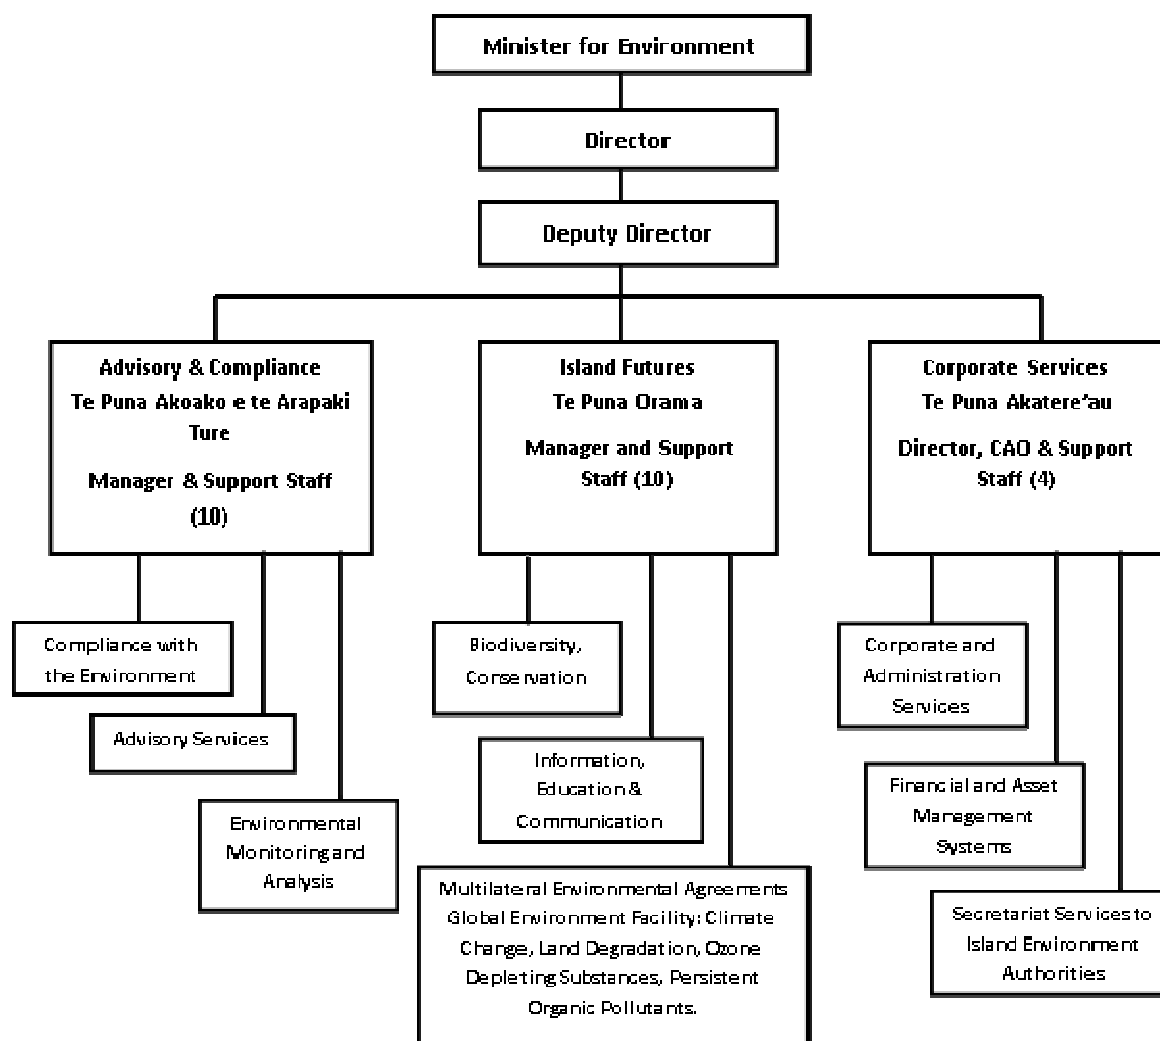 Minister for Environment
Director
Deputy Director
Advisory & Compliance
Te Puna Akoako e te Arapaki
Ture
Manager & Support Staff
(10)
Compliance with
the Environment
Advisory Services
Environmental
Monitoring and
Analysis
Island Futures
Te Puna Orama
Manager and Support
Staff (10)
Biodiversity,
Conservation
Information,
Education &
Communication
Multilateral Environmental Agreements
Global Environment Facility: Climate
Change, Land Degradation, Ozone
Depleting Substances, Persistent
Organic Pollutants.
Corporate Services
Te Puna Akatere’au
Director, CAO & Support
Staff (4)
Corporate and
Administration
Services
Financial and Asset
Management
Systems
Secretariat Services to
Island Environment
Authorities